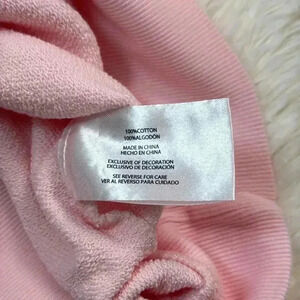 100%COTTON
100%ALGODÓN
MADE IN CHINA
HECHO EN CHINA
EXCLUSIVE OF DECORATION
EXCLUSIVO DE DECORACIÓN
SEE REVERSE FOR CARE
VER AL REVERSO PARA CUIDADO